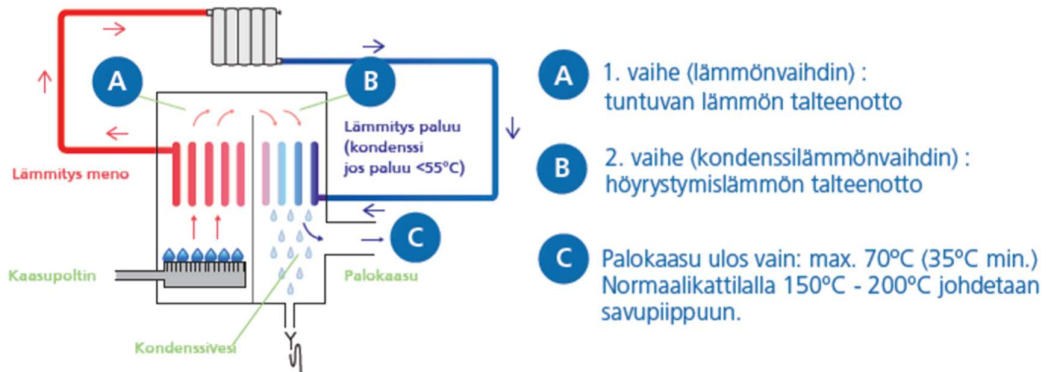 A
B
Lämmitys paluu
(kondenssi
jos paluu <55°C)
Lämmitys meno
C
Kaasupoltin
Palokaasu
Kondenssivesi
A
1. vaihe (lämmönvaihdin) :
tuntuvan lämmön talteenotto
B
2. vaihe (kondenssilämmönvaihdin) :
höyrystymislämmön talteenotto
C
Palokaasu ulos vain: max. 70ºC (35ºC min.)
Normaalikattilalla 150ºC - 200ºC johdetaan
savupiippuun.